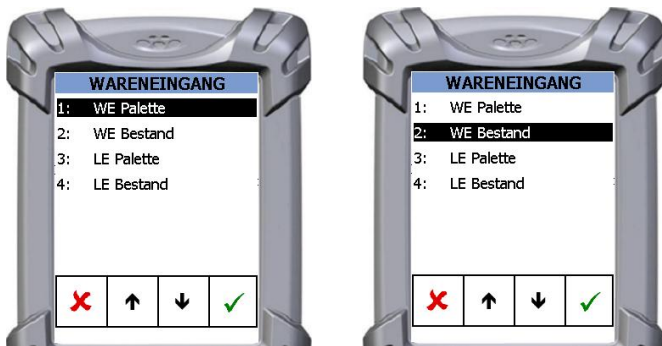 WARENEINGANG
1: WE Palette
2: WE Bestand
3: LE Palette
4: LE Bestand
WARENEINGANG
1: WE Palette
2: WE Bestand
3: LE Palette
4: LE Bestand